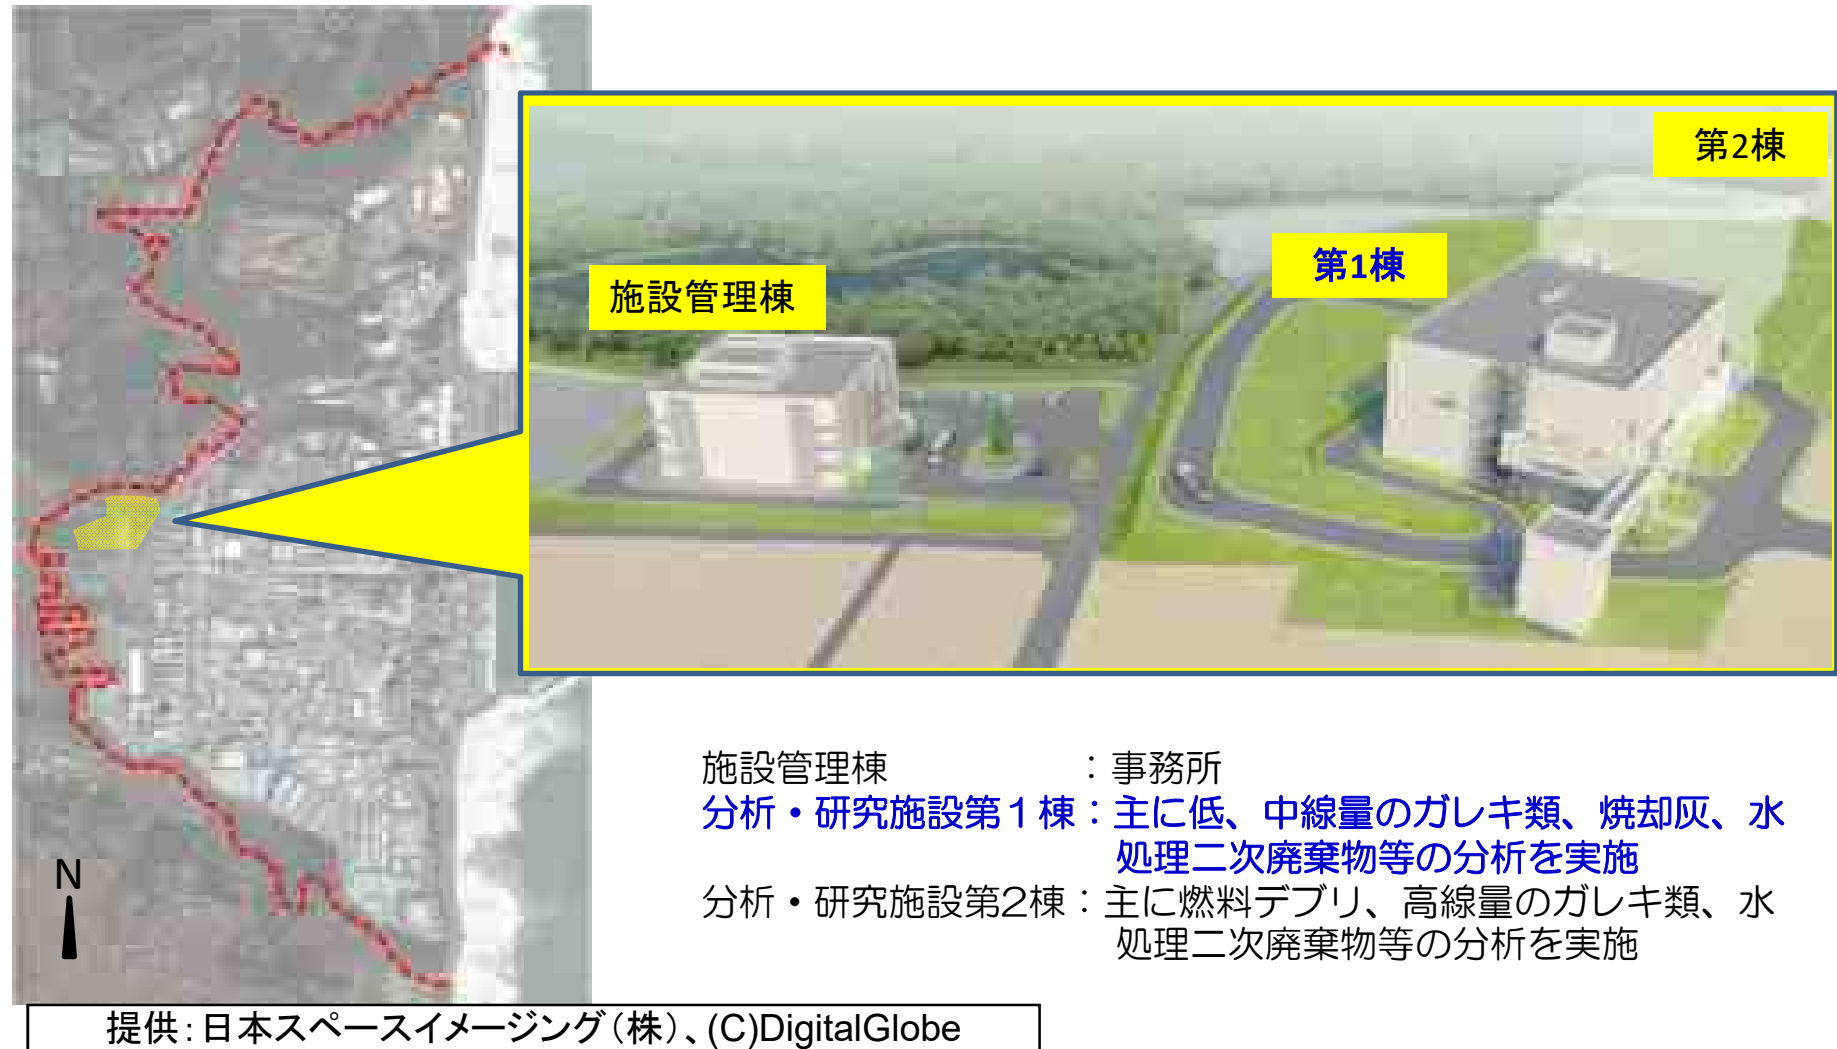 第2棟
第1棟
施設管理棟
施設管理棟　　　　　：事務所
分析・研究施設第１棟：主に低、中線量のガレキ類、焼却灰、水
処理二次廃棄物等の分析を実施
分析・研究施設第2棟：主に燃料デブリ、高線量のガレキ類、水
処理二次廃棄物等の分析を実施
N
提供：日本スペースイメージング（株）、(C)DigitalGlobe